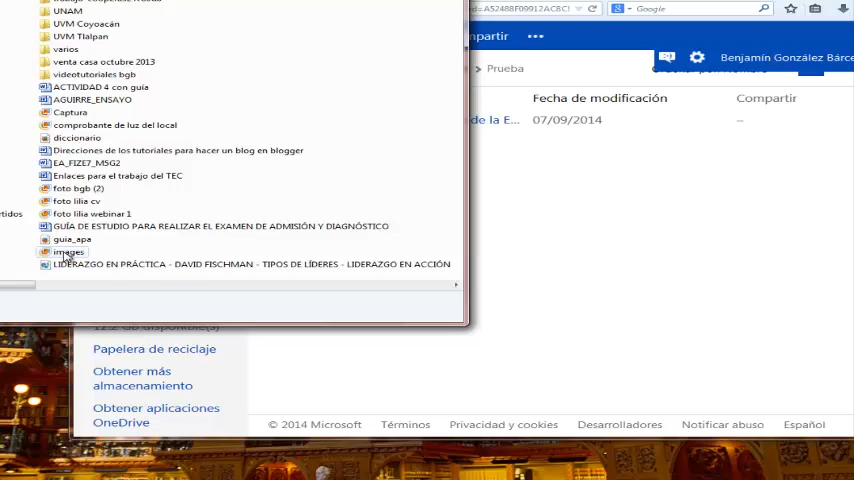 UNAM
UVM Coyoacán
UVM Tlalpan
varios
venta casa octubre 2013
videotutoriales bgb
ACTIVIDAD 4 con guía
AGUIRRE_ENSAYO
Captura
comprobante de luz del local
diccionario
Direcciones de los tutoriales para hacer un blog en blogger
EA_FIZE7_M5G2
Enlaces para el trabajo del TEC
foto bgb (2)
foto lilia cv
foto lilia webinar 1
GUÍA DE ESTUDIO PARA REALIZAR EL EXAMEN DE ADMISIÓN Y DIAGNÓSTICO
guia_apa
images
LIDERAZGO EN PRÁCTICA - DAVID FISCHMAN - TIPOS DE LÍDERES - LIDERAZGO EN ACCIÓN
rtidos
=A52488F09912AC8C!
Google
mpartir
Benjamín González Bárce
Prueba
Fecha de modificación
Compartir
de la E...
07/09/2014
–
Papelera de reciclaje
Obtener más
almacenamiento
Obtener aplicaciones
OneDrive
© 2014 Microsoft
Términos
Privacidad y cookies
Desarrolladores
Notificar abuso
Español